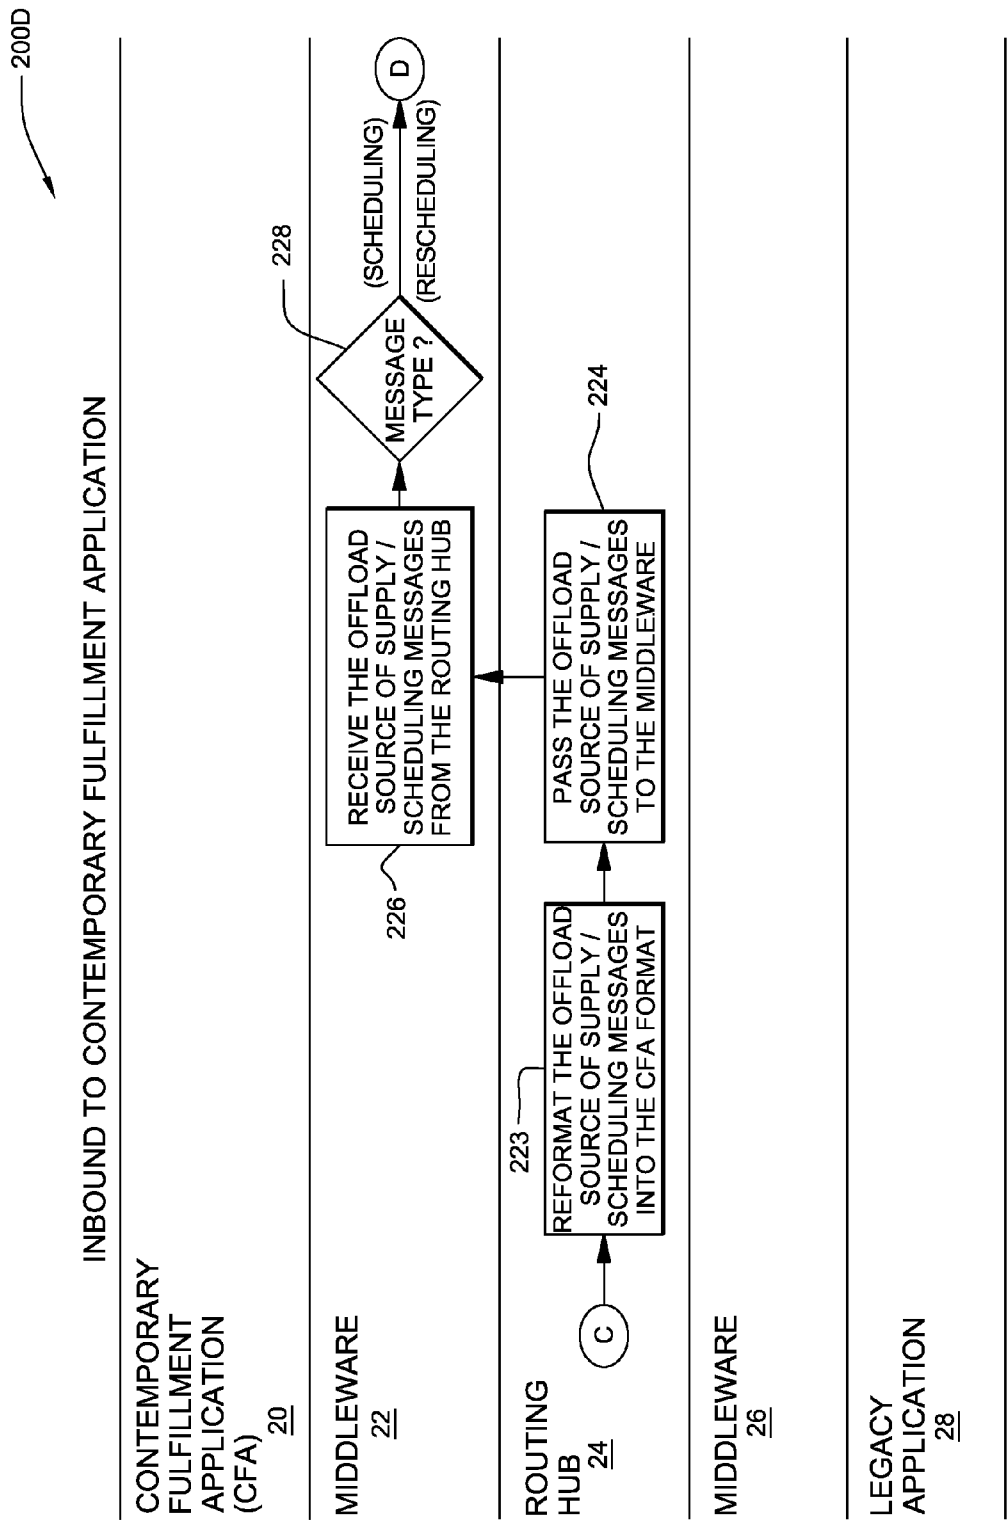 200D
INBOUND TO CONTEMPORARY FULFILLMENT APPLICATION
CONTEMPORARY
FULFILLMENT
APPLICATION
(CFA)
20
MIDDLEWARE
22
226
RECEIVE THE OFFLOAD
SOURCE OF SUPPLY /
SCHEDULING MESSAGES
FROM THE ROUTING HUB
228
MESSAGE
TYPE ?
(SCHEDULING)
(RESCHEDULING)
D
ROUTING
HUB
24
C
223
REFORMAT THE OFFLOAD
SOURCE OF SUPPLY /
SCHEDULING MESSAGES
INTO THE CFA FORMAT
224
PASS THE OFFLOAD
SOURCE OF SUPPLY /
SCHEDULING MESSAGES
TO THE MIDDLEWARE
MIDDLEWARE
26
LEGACY
APPLICATION
28